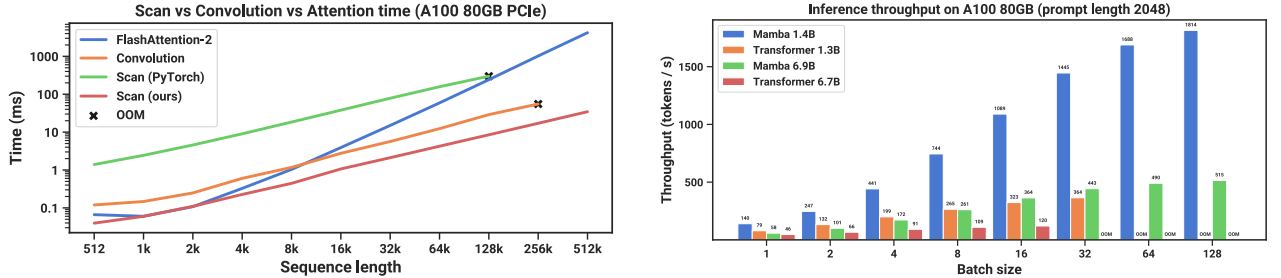 Scan vs Convolution vs Attention time (A100 80GB PCIe)
FlashAttention-2
Convolution
Scan (PyTorch)
Scan (ours)
OOM
Time (ms)
1000
100
10
1
0.1
512 1k 2k 4k 8k 16k 32k 64k 128k 256k 512k
Sequence length
Inference throughput on A100 80GB (prompt length 2048)
Mamba 1.4B
Transformer 1.3B
Mamba 6.9B
Transformer 6.7B
Throughput (tokens / s)
1500
1000
500
140 79 58 46
247 132 101 66
441 199 172 91
744 265 261 109
1089 323 364 120
1445 364 443 OOM
1688 OOM 490 OOM
1814 OOM 515 OOM
1 2 4 8 16 32 64 128
Batch size